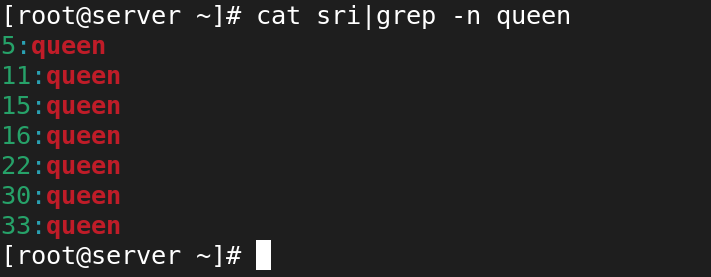 [root@server ~]# cat sri|grep -n queen
5:queen
11:queen
15:queen
16:queen
22:queen
30:queen
33:queen
[root@server ~]#